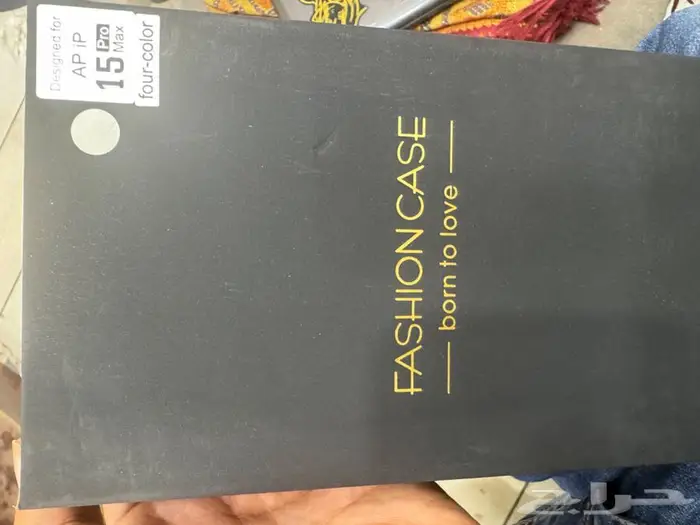 Designed for
AP iP
15 Pro Max
four-color
FASHION CASE
born to love
حراج